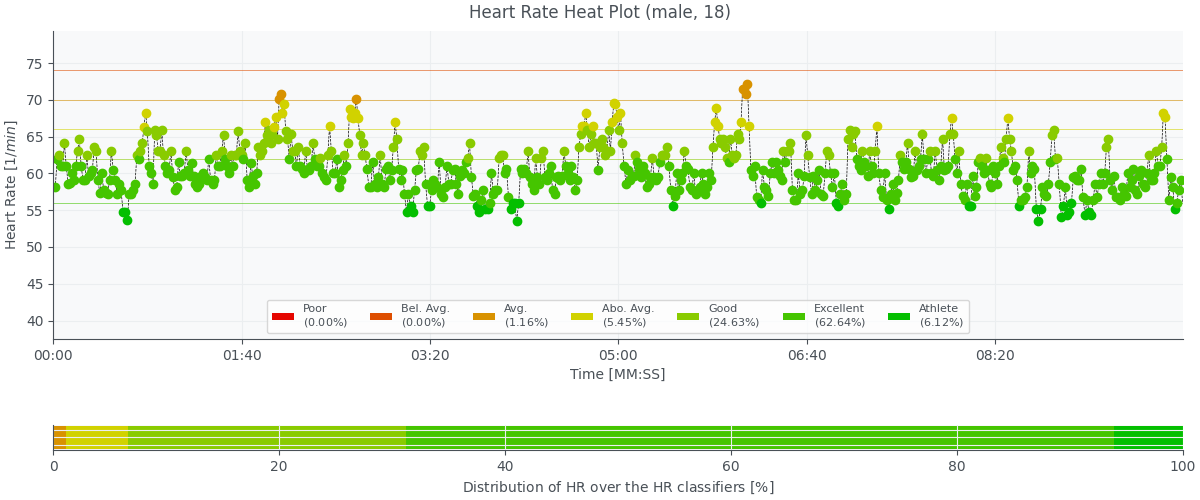 Heart Rate Heat Plot (male, 18)
Heart Rate [1/min]
75
70
65
60
55
50
45
40
Poor
(0.00%)
Bel. Avg.
(0.00%)
Avg.
(1.16%)
Abo. Avg.
(5.45%)
Good
(24.63%)
Excellent
(62.64%)
Athlete
(6.12%)
00:00 01:40 03:20 05:00 06:40 08:20
Time [MM:SS]
0 20 40 60 80 100
Distribution of HR over the HR classifiers [%]